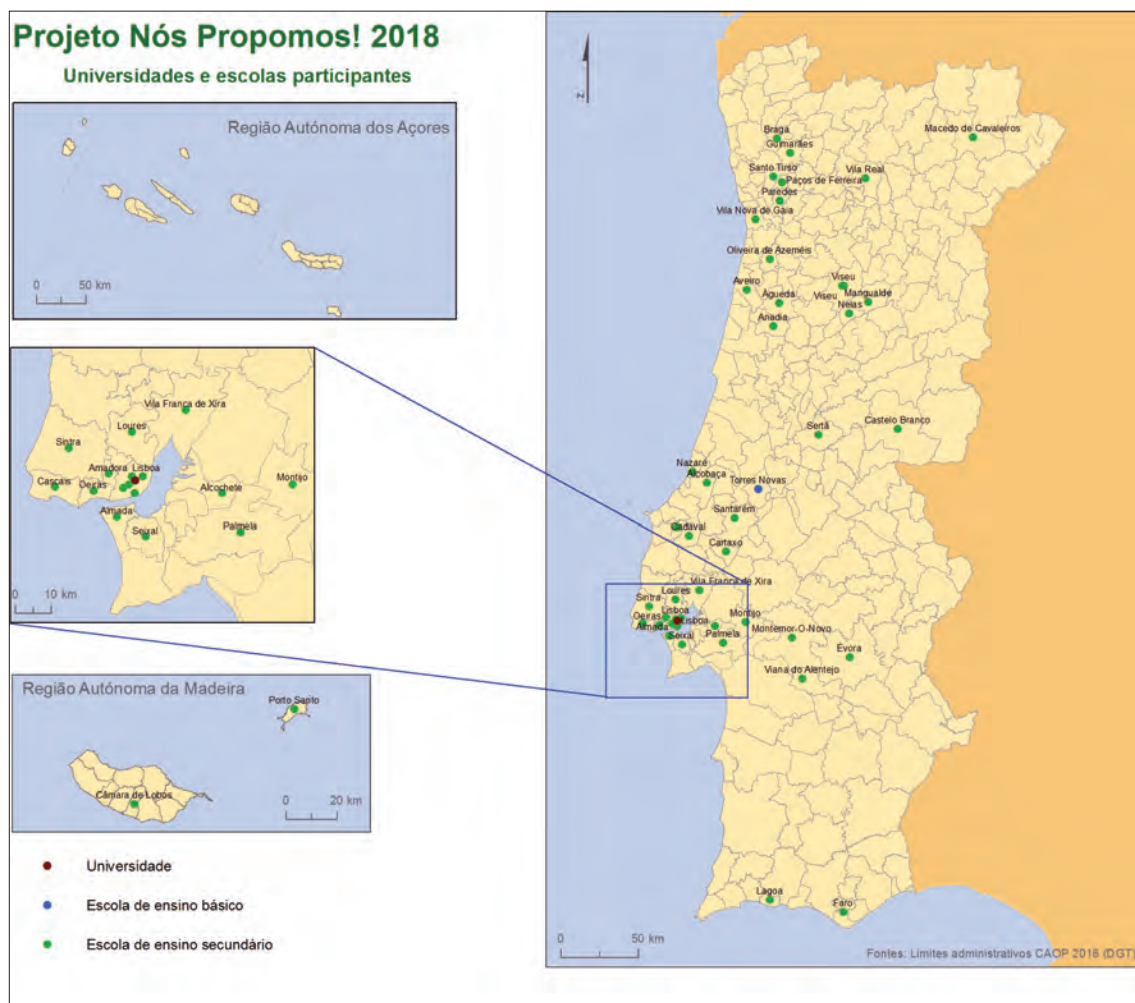 Projeto Nós Propomos! 2018
Universidades e escolas participantes
Região Autónoma dos Açores
0 50 km
Vila Franca de Xira
Loures
Sintra
Amadora Lisboa
Cascais Oeiras
Alcochete
Montijo
Almada
Seixal
Palmela
0 10 km
Região Autónoma da Madeira
Porto Santo
Câmara de Lobos
0 20 km
Universidade
Escola de ensino básico
Escola de ensino secundário
z
Braga
Guimarães
Macedo de Cavaleiros
Santo Tirso
Vila Real
Paços de Ferreira
Paredes
Vila Nova de Gaia
Oliveira de Azeméis
Aveiro
Viseu
Águeda
Viseu
Mangualde
Nelas
Anadia
Sertã
Castelo Branco
Nazaré
Alcobaça
Torres Novas
Santarém
Cadaval
Cartaxo
Vila Franca de Xira
Loures
Sintra
Lisboa
Oeiras
Lisboa
Montijo
Almada
Seixal
Palmela
Montemor-O-Novo
Évora
Viana do Alentejo
Lagoa
Faro
0 50 km
Fontes: Limites administrativos CAOP 2016 (DGT)